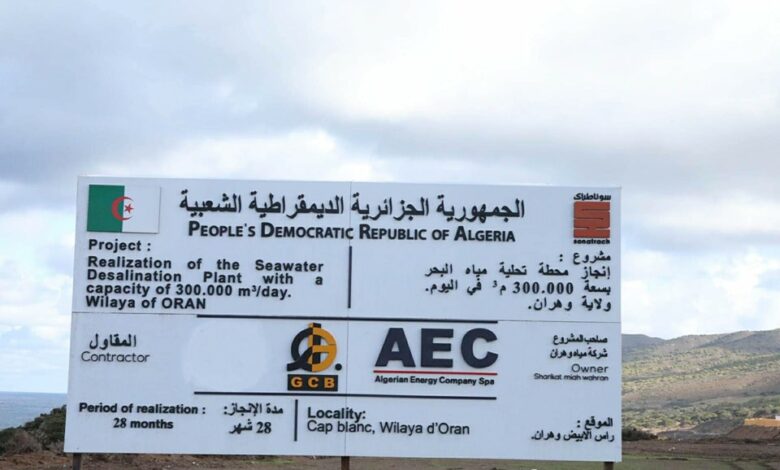 الجمهورية الجزائرية الديمقراطية الشعبية
PEOPLE'S DEMOCRATIC REPUBLIC OF ALGERIA
سوناطراك
sonatrach
Project :
Realization of the Seawater
Desalination Plant with a
capacity of 300.000 m³/day.
Wilaya of ORAN
مشروع :
إنجاز محطة تحلية مياه البحر
بسعة 300.000 م³ في اليوم.
ولاية وهران.
المقاول
Contractor
GCB
AEC
Algerian Energy Company Spa
صاحب المشروع
شركة مياه وهران
Owner
Sharikat miah wahran
Period of realization :
28 months
مدة الإنجاز:
28 شهر
Locality:
Cap blanc, Wilaya d'Oran
الموقع :
راس الابيض وهران.